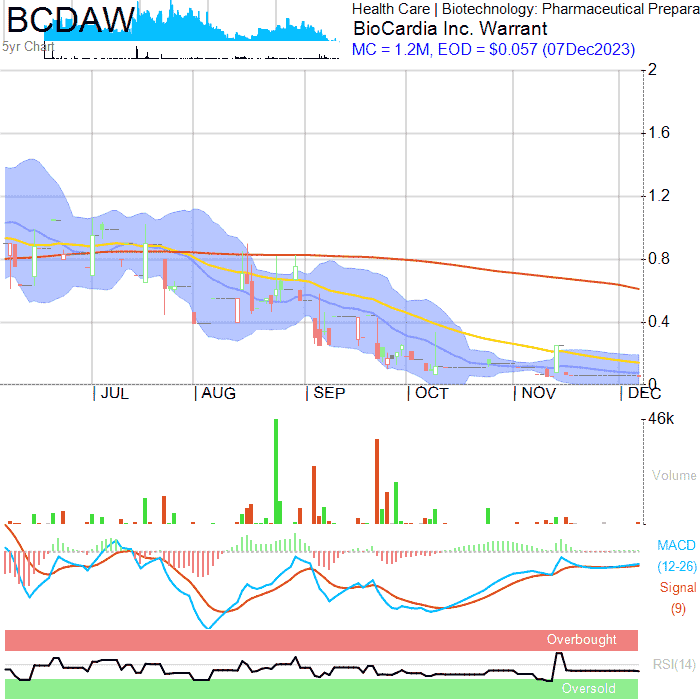 BCDAW
5yr Chart
Health Care | Biotechnology: Pharmaceutical Prepara
BioCardia Inc. Warrant
MC = 1.2M, EOD = $0.057 (07Dec2023)
2
1.6
1.2
0.8
0.4
0
JUL
AUG
SEP
OCT
NOV
DEC
46k
Volume
MACD
(12-26)
Signal
(9)
Overbought
RSI(14)
Oversold